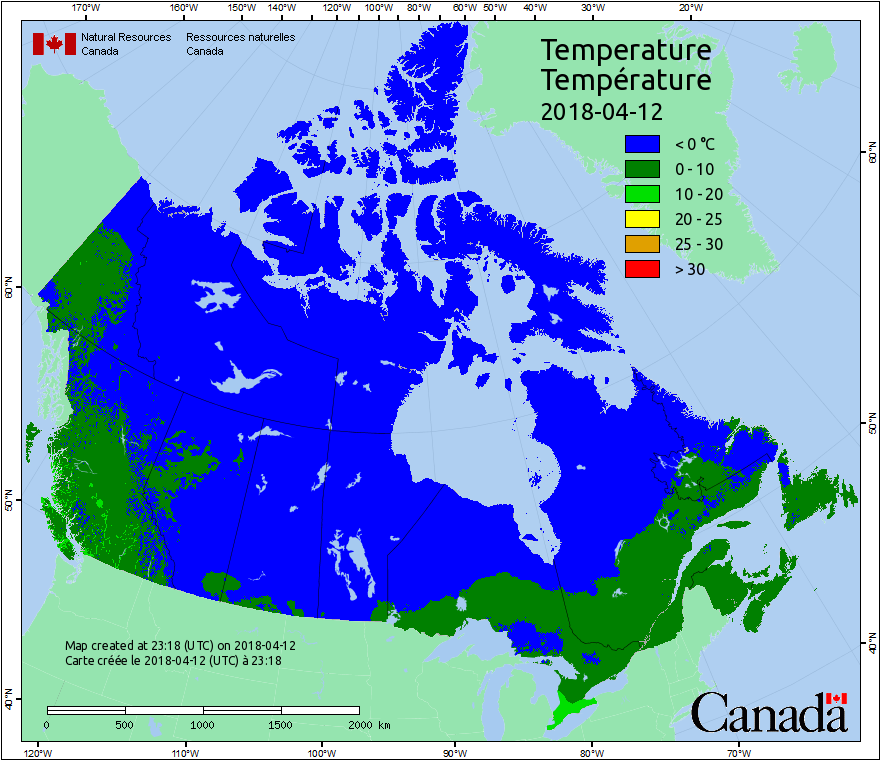 170°W 160°W 150°W 140°W 130°W 120°W 110°W 100°W 90°W 80°W 60°W 50°W 40°W 30°W 20°W
Natural Resources Ressources naturelles
Canada Canada
Temperature
Température
2018-04-12
< 0 °C
0 - 10
10 - 20
20 - 25
25 - 30
> 30
60°N
50°N
40°N
60°N
50°N
40°N
Map created at 23:18 (UTC) on 2018-04-12
Carte créée le 2018-04-12 (UTC) à 23:18
0 500 1000 1500 2000 km
Canada
120°W 110°W 100°W 90°W 80°W 70°W